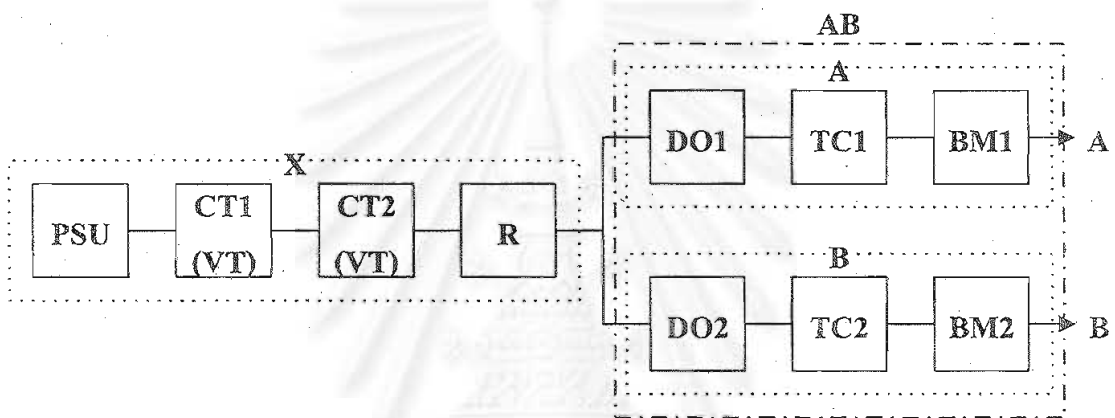 AB
A
DO1
TC1
BM1
A
X
PSU
CT1
(VT)
CT2
(VT)
R
B
DO2
TC2
BM2
B